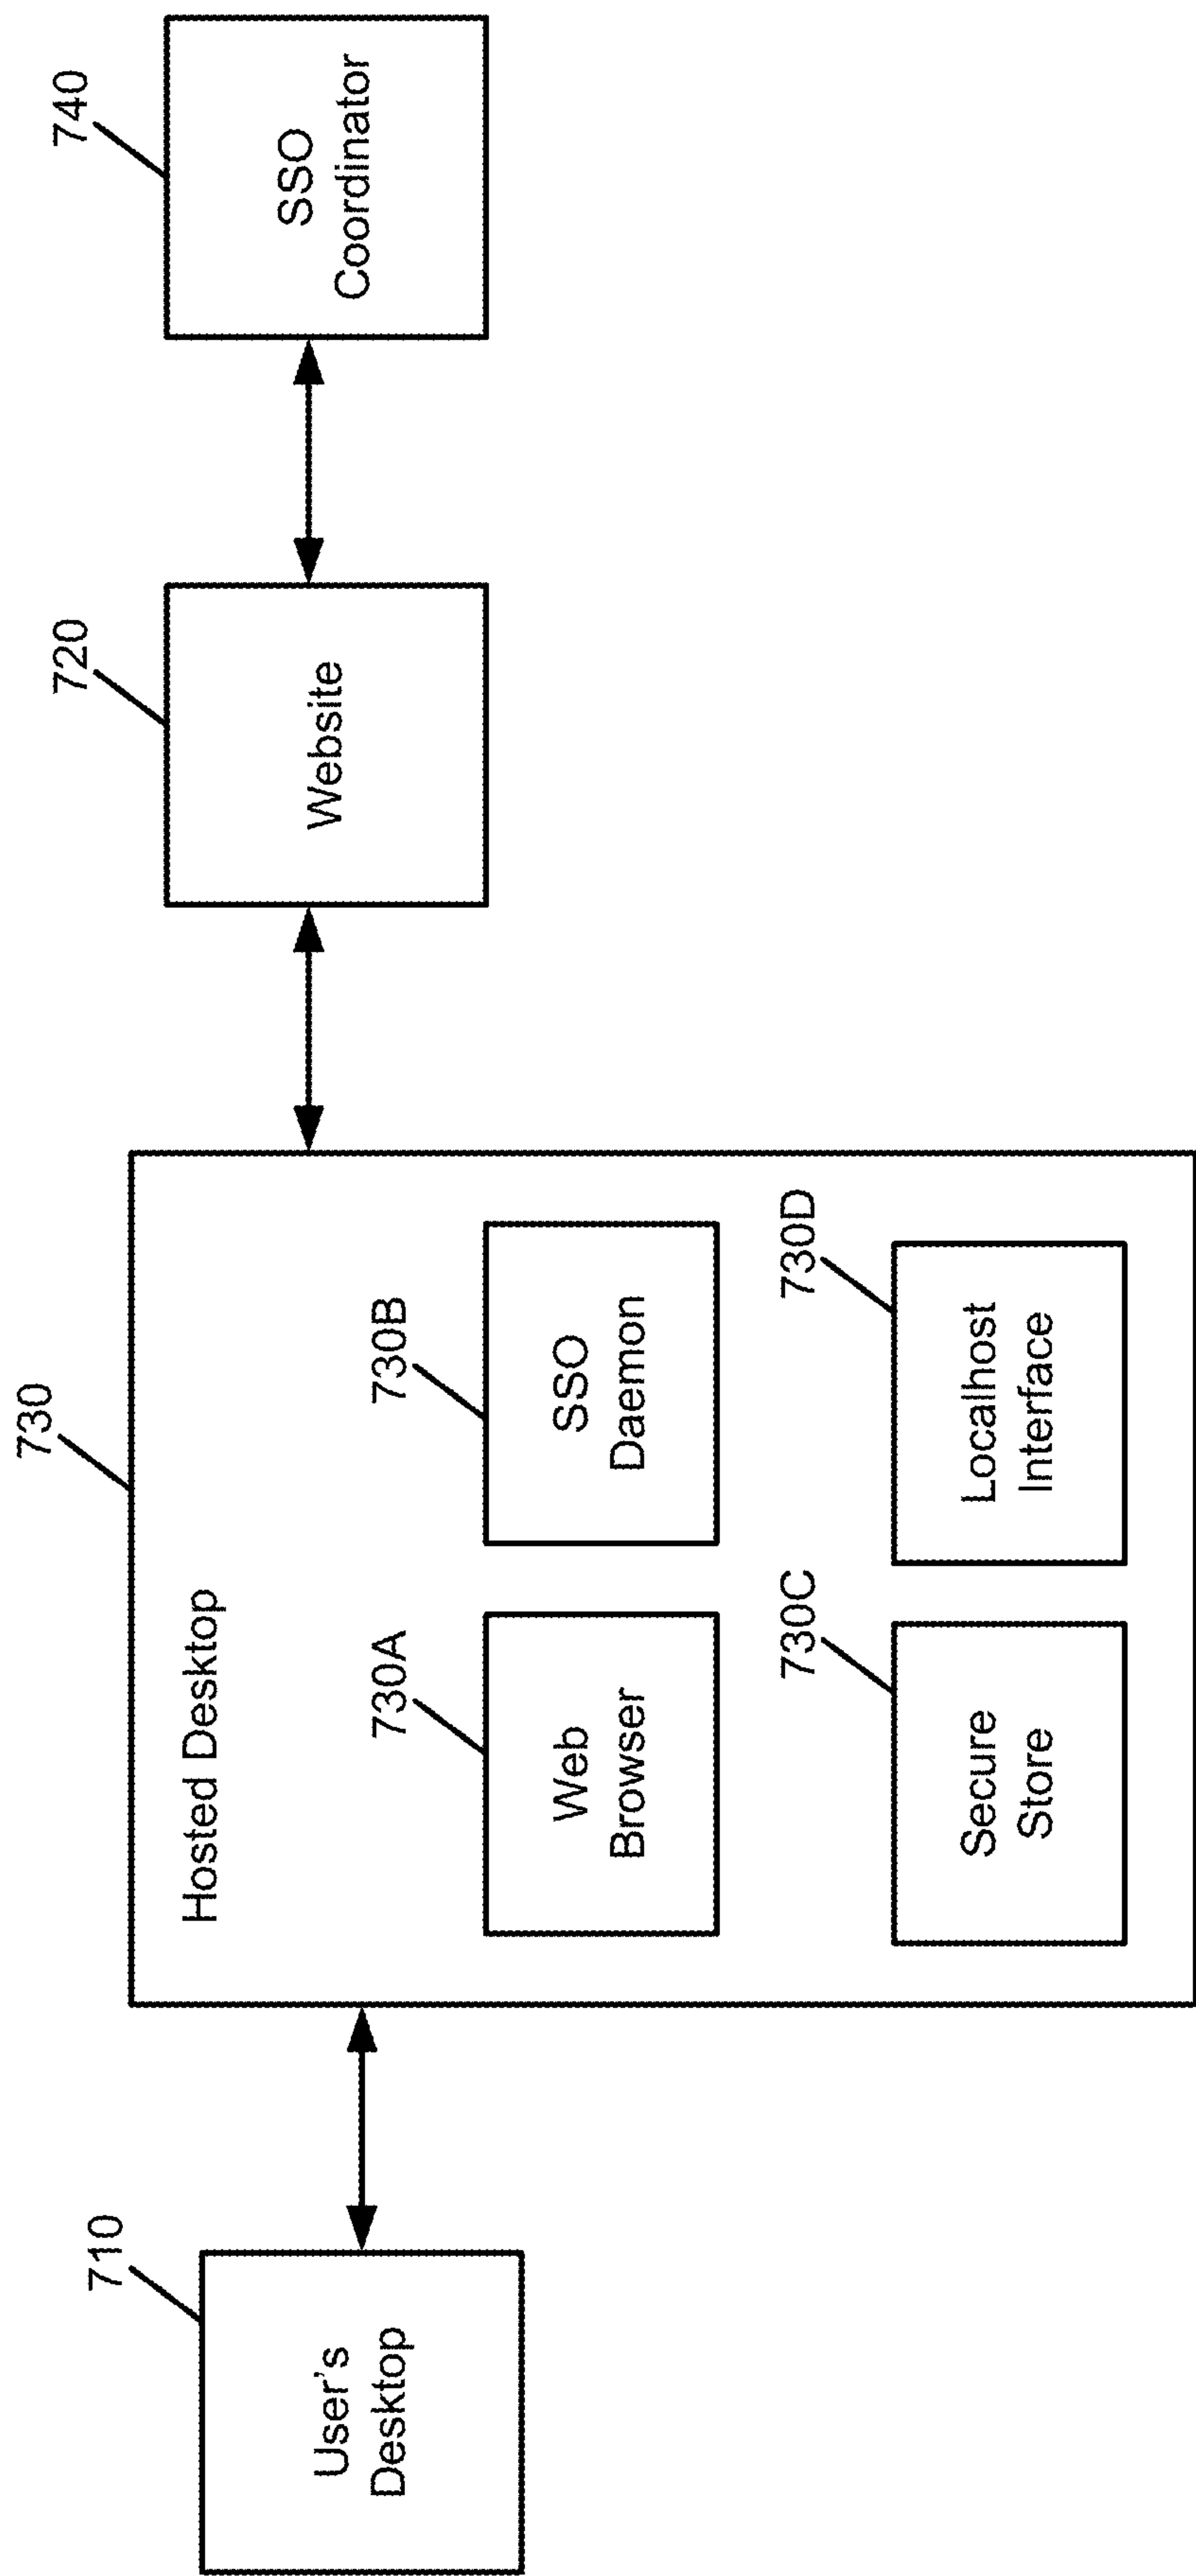 710
User's
Desktop
730
Hosted Desktop
730A
Web
Browser
730B
SSO
Daemon
730C
Secure
Store
730D
Localhost
Interface
720
Website
740
SSO
Coordinator